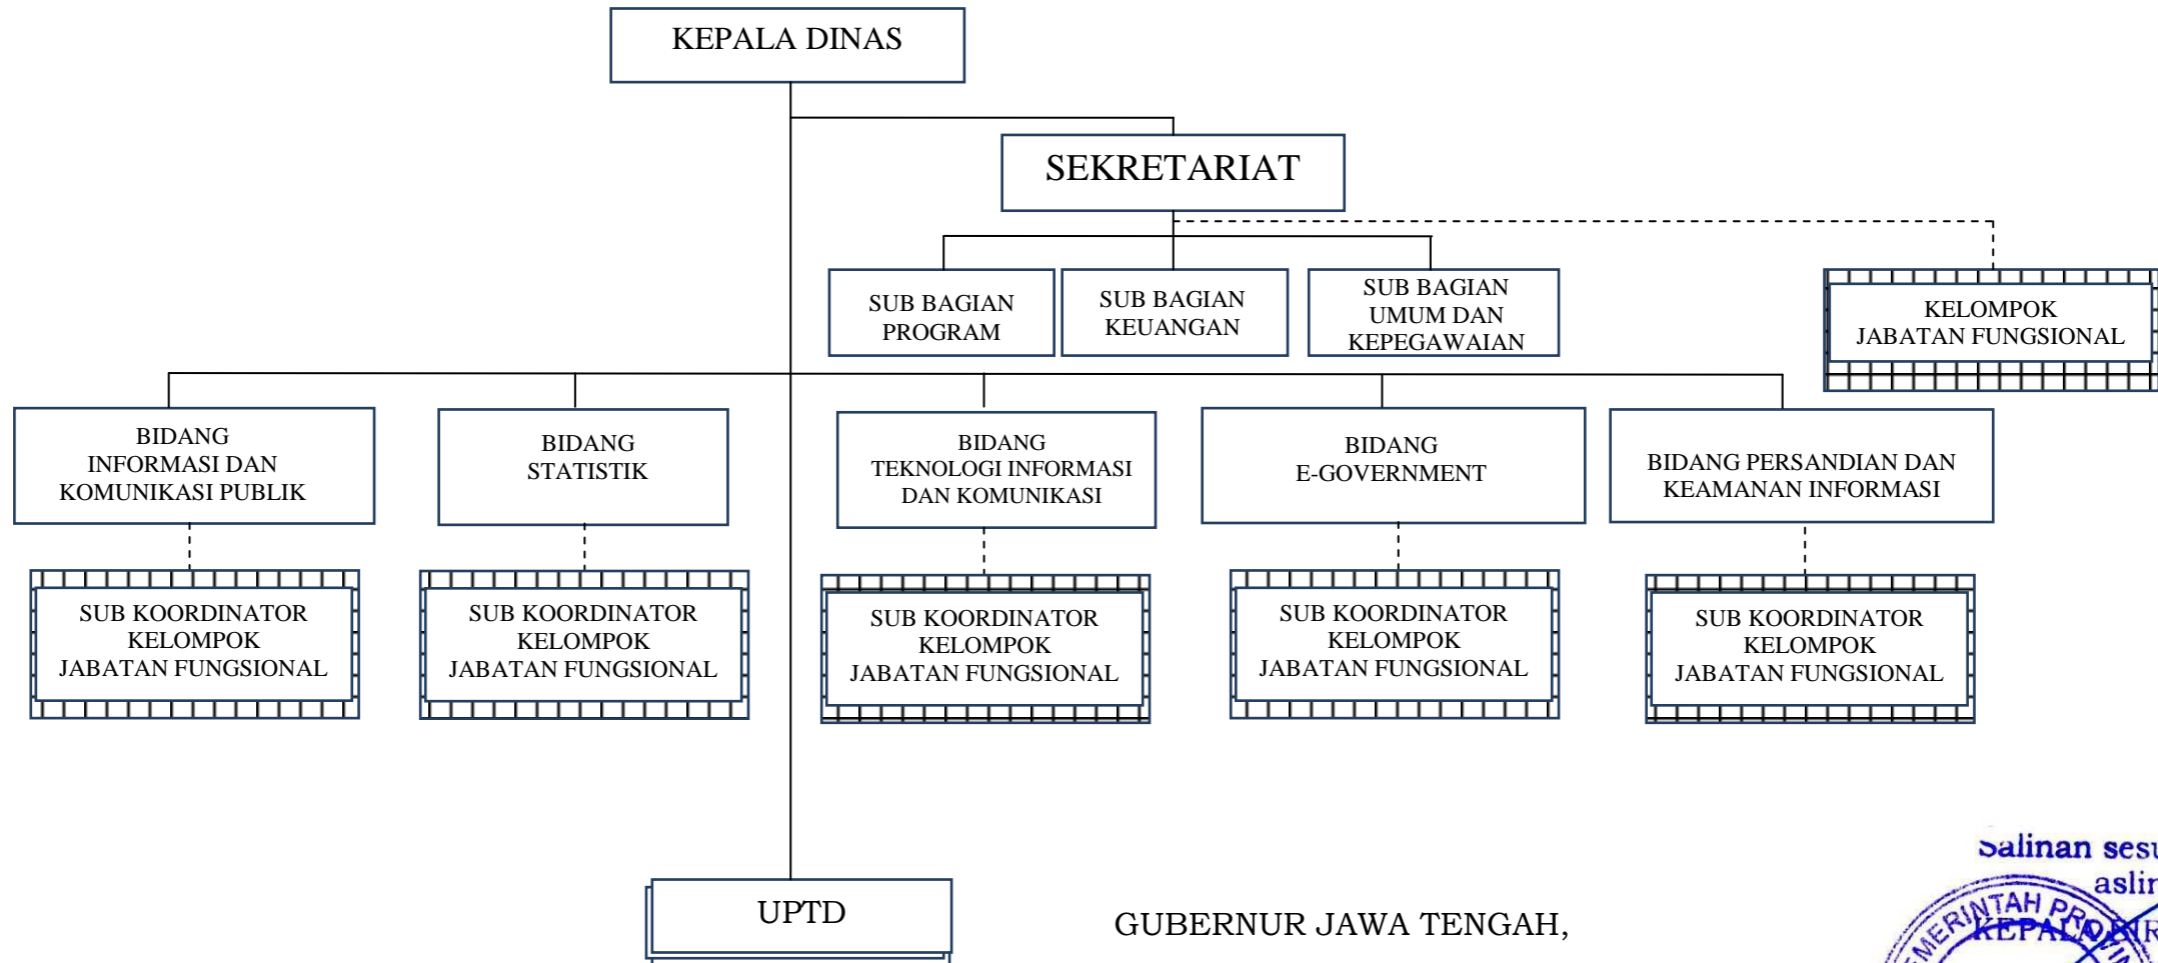 KEPALA DINAS
SEKRETARIAT
SUB BAGIAN
PROGRAM
SUB BAGIAN
KEUANGAN
SUB BAGIAN
UMUM DAN
KEPEGAWAIAN
KELOMPOK
JABATAN FUNGSIONAL
BIDANG
INFORMASI DAN
KOMUNIKASI PUBLIK
BIDANG
STATISTIK
BIDANG
TEKNOLOGI INFORMASI
DAN KOMUNIKASI
BIDANG
E-GOVERNMENT
BIDANG PERSANDIAN DAN
KEAMANAN INFORMASI
SUB KOORDINATOR
KELOMPOK
JABATAN FUNGSIONAL
SUB KOORDINATOR
KELOMPOK
JABATAN FUNGSIONAL
SUB KOORDINATOR
KELOMPOK
JABATAN FUNGSIONAL
SUB KOORDINATOR
KELOMPOK
JABATAN FUNGSIONAL
SUB KOORDINATOR
KELOMPOK
JABATAN FUNGSIONAL
UPTD
GUBERNUR JAWA TENGAH,
Salinan
KEPALA